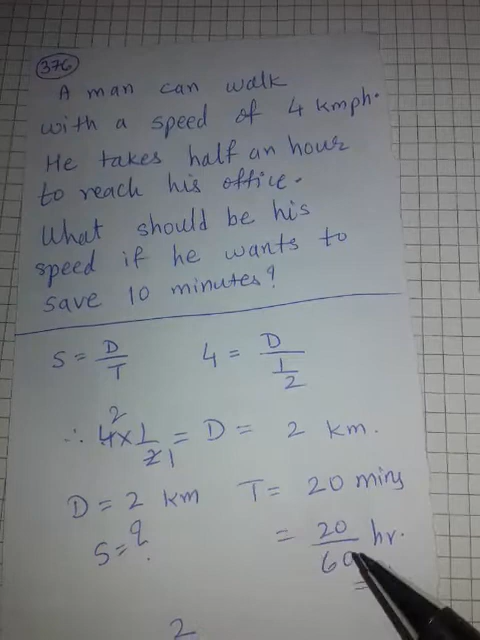 376
A man can walk
with a speed of 4 kmph.
He takes half an hour
to reach his office.
What should be his
speed if he wants to
save 10 minutes?
S = D/T 4 = D/(1/2)
∴ 4×1/2 = D = 2 km.
2 1
D = 2 km T = 20 mins
S = ? = 20/60 hr.
=
2